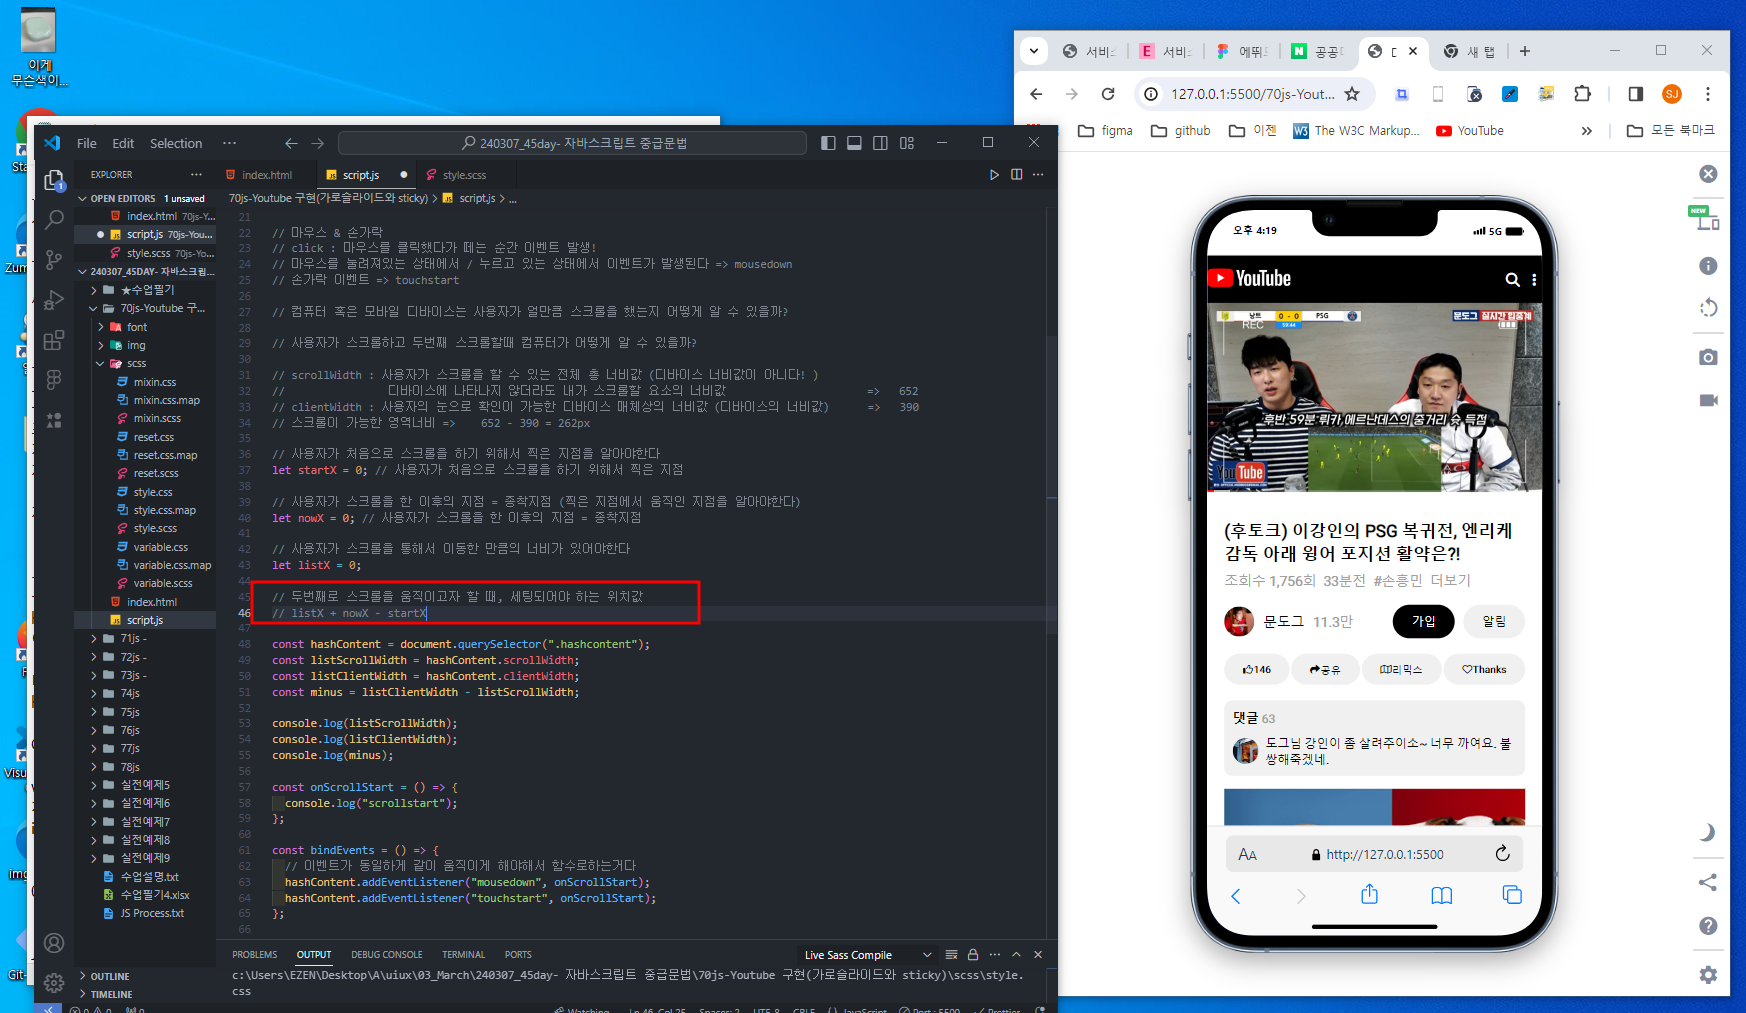 이게
무슨색이...
File Edit Selection ···
240307_45day- 자바스크립트 중급문법
EXPLORER ···
index.html
script.js
style.scss
OPEN EDITORS 1 unsaved
index.html 70js-Y...
script.js 70js-You...
style.scss 70js-Yo...
240307_45DAY- 자바스크립...
★수업필기
70js-Youtube 구...
font
img
scss
mixin.css
mixin.css.map
mixin.scss
reset.css
reset.css.map
reset.scss
style.css
style.css.map
style.scss
variable.css
variable.css.map
variable.scss
index.html
script.js
71js -
72js -
73js -
74js
75js
76js
77js
78js
실전예제5
실전예제6
실전예제7
실전예제8
실전예제9
수업설명.txt
수업필기4.xlsx
JS Process.txt
OUTLINE
TIMELINE
70js-Youtube 구현(가로슬라이드와 sticky) > script.js > ...
21
22 // 마우스 & 손가락
23 // click : 마우스를 클릭했다가 떼는 순간 이벤트 발생!
24 // 마우스를 눌려져있는 상태에서 / 누르고 있는 상태에서 이벤트가 발생된다 => mousedown
25 // 손가락 이벤트 => touchstart
26
27 // 컴퓨터 혹은 모바일 디바이스는 사용자가 얼만큼 스크롤을 했는지 어떻게 알 수 있을까?
28
29 // 사용자가 스크롤하고 두번째 스크롤할때 컴퓨터가 어떻게 알 수 있을까?
30
31 // scrollWidth : 사용자가 스크롤을 할 수 있는 전체 총 너비값 (디바이스 너비값이 아니다! )
32 // 디바이스에 나타나지 않더라도 내가 스크롤할 요소의 너비값 => 652
33 // clientWidth : 사용자의 눈으로 확인이 가능한 디바이스 매체상의 너비값 (디바이스의 너비값) => 390
34 // 스크롤이 가능한 영역너비 => 652 - 390 = 262px
35
36 // 사용자가 처음으로 스크롤을 하기 위해서 찍은 지점을 알아야한다
37 let startX = 0; // 사용자가 처음으로 스크롤을 하기 위해서 찍은 지점
38
39 // 사용자가 스크롤을 한 이후의 지점 = 종착지점 (찍은 지점에서 움직인 지점을 알아야한다)
40 let nowX = 0; // 사용자가 스크롤을 한 이후의 지점 = 종착지점
41
42 // 사용자가 스크롤을 통해서 이동한 만큼의 너비가 있어야한다
43 let listX = 0;
44
45 // 두번째로 스크롤을 움직이고자 할 때, 세팅되어야 하는 위치값
46 // listX + nowX - startX
47
48 const hashContent = document.querySelector(".hashcontent");
49 const listScrollWidth = hashContent.scrollWidth;
50 const listClientWidth = hashContent.clientWidth;
51 const minus = listClientWidth - listScrollWidth;
52
53 console.log(listScrollWidth);
54 console.log(listClientWidth);
55 console.log(minus);
56
57 const onScrollStart = () => {
58 console.log("scrollstart");
59 };
60
61 const bindEvents = () => {
62 // 이벤트가 동일하게 같이 움직이게 해야해서 함수로하는거다
63 hashContent.addEventListener("mousedown", onScrollStart);
64 hashContent.addEventListener("touchstart", onScrollStart);
65 };
66
PROBLEMS OUTPUT DEBUG CONSOLE TERMINAL PORTS Live Sass Compile
c:\Users\EZEN\Desktop\A\uiux\03_March\240307_45day- 자바스크립트 중급문법\70js-Youtube 구현(가로슬라이드와 sticky)\scss\style.
css
서비스
E 서비스
에뛰드
N 공공
새 탭
127.0.0.1:5500/70js-Yout...
SJ
figma
github
이젠
W3 The W3C Markup...
YouTube
모든 북마크
NEW
오후 4:19
5G
YouTube
낭트 0 - 0 PSG
59:44
REC
문도그 실시간 입중계
후반 59분 뤼카 에르난데스의 중거리 슛 득점
YouTube
(후토크) 이강인의 PSG 복귀전, 엔리케
감독 아래 윙어 포지션 활약은?!
조회수 1,756회 33분전 #손흥민 더보기
문도그 11.3만
가입
알림
146
공유
리믹스
Thanks
댓글 63
도그님 강인이 좀 살려주이소~ 너무 까여요. 불
쌍해죽겟네.
AA
http://127.0.0.1:5500